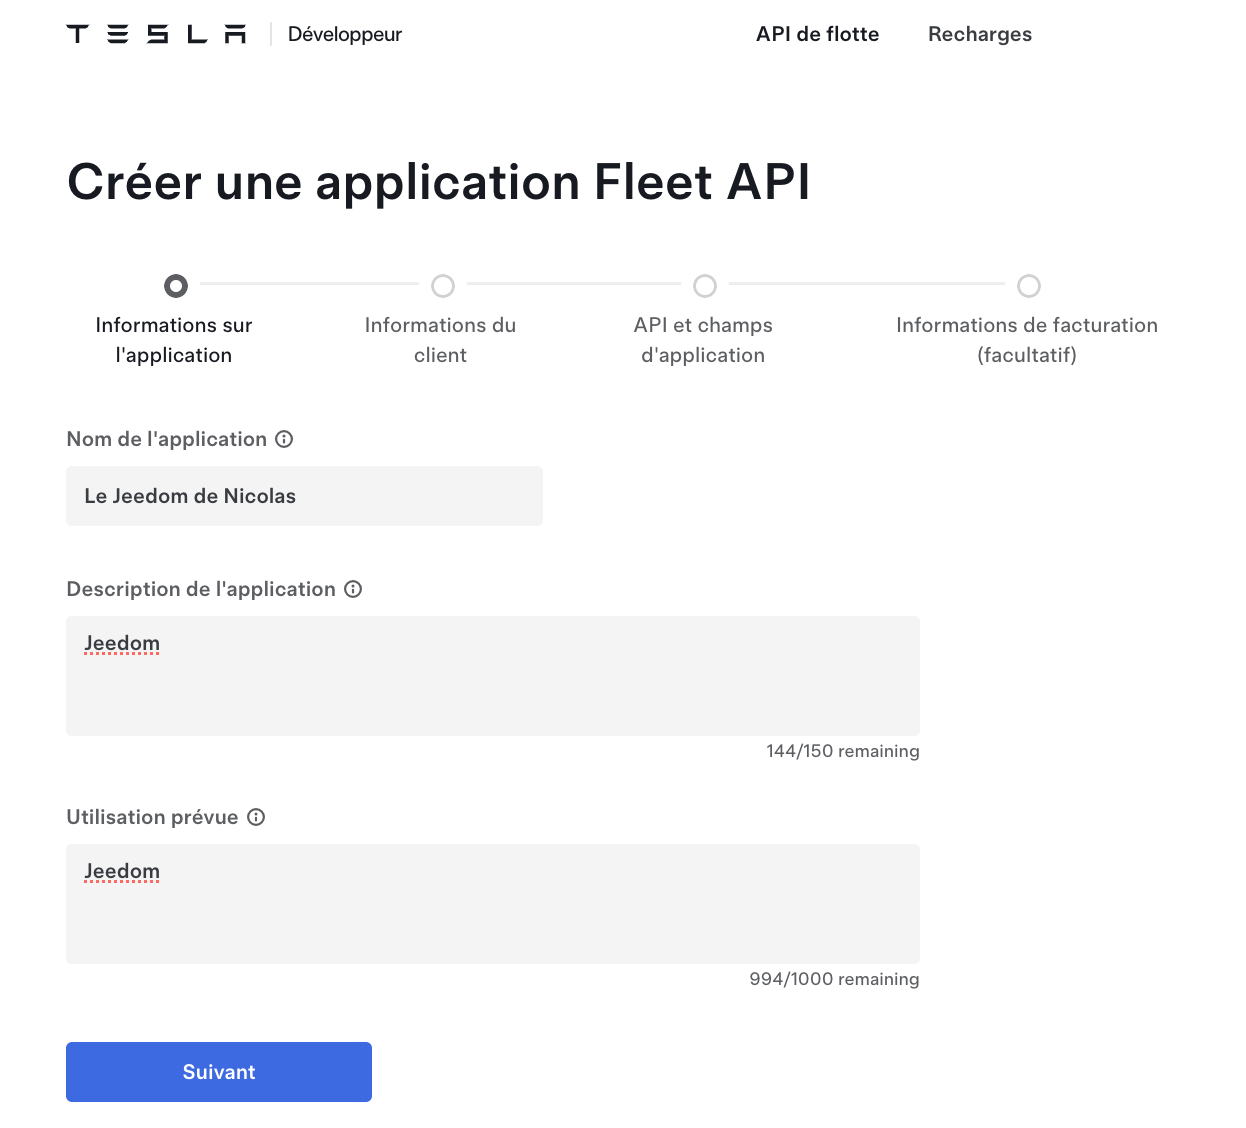 TESLA Développeur API de flotte Recharges
Créer une application Fleet API
Informations sur
l'application
Informations du
client
API et champs
d'application
Informations de facturation
(facultatif)
Nom de l'application
Le Jeedom de Nicolas
Description de l'application
Jeedom
144/150 remaining
Utilisation prévue
Jeedom
994/1000 remaining
Suivant